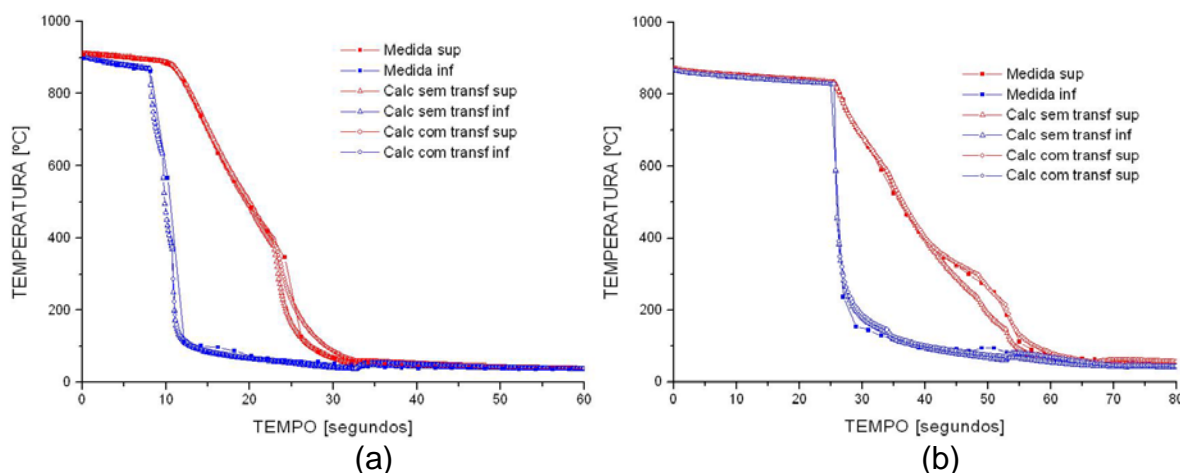 1000
800
600
400
200
0
TEMPERATURA [ºC]
0 10 20 30 40 50 60
TEMPO [segundos]
Medida sup
Medida inf
Calc sem transf sup
Calc sem transf inf
Calc com transf sup
Calc com transf inf
(a)
1000
800
600
400
200
0
TEMPERATURA [ºC]
0 10 20 30 40 50 60 70 80
TEMPO [segundos]
Medida sup
Medida inf
Calc sem transf sup
Calc sem transf inf
Calc com transf sup
Calc com transf sup
(b)